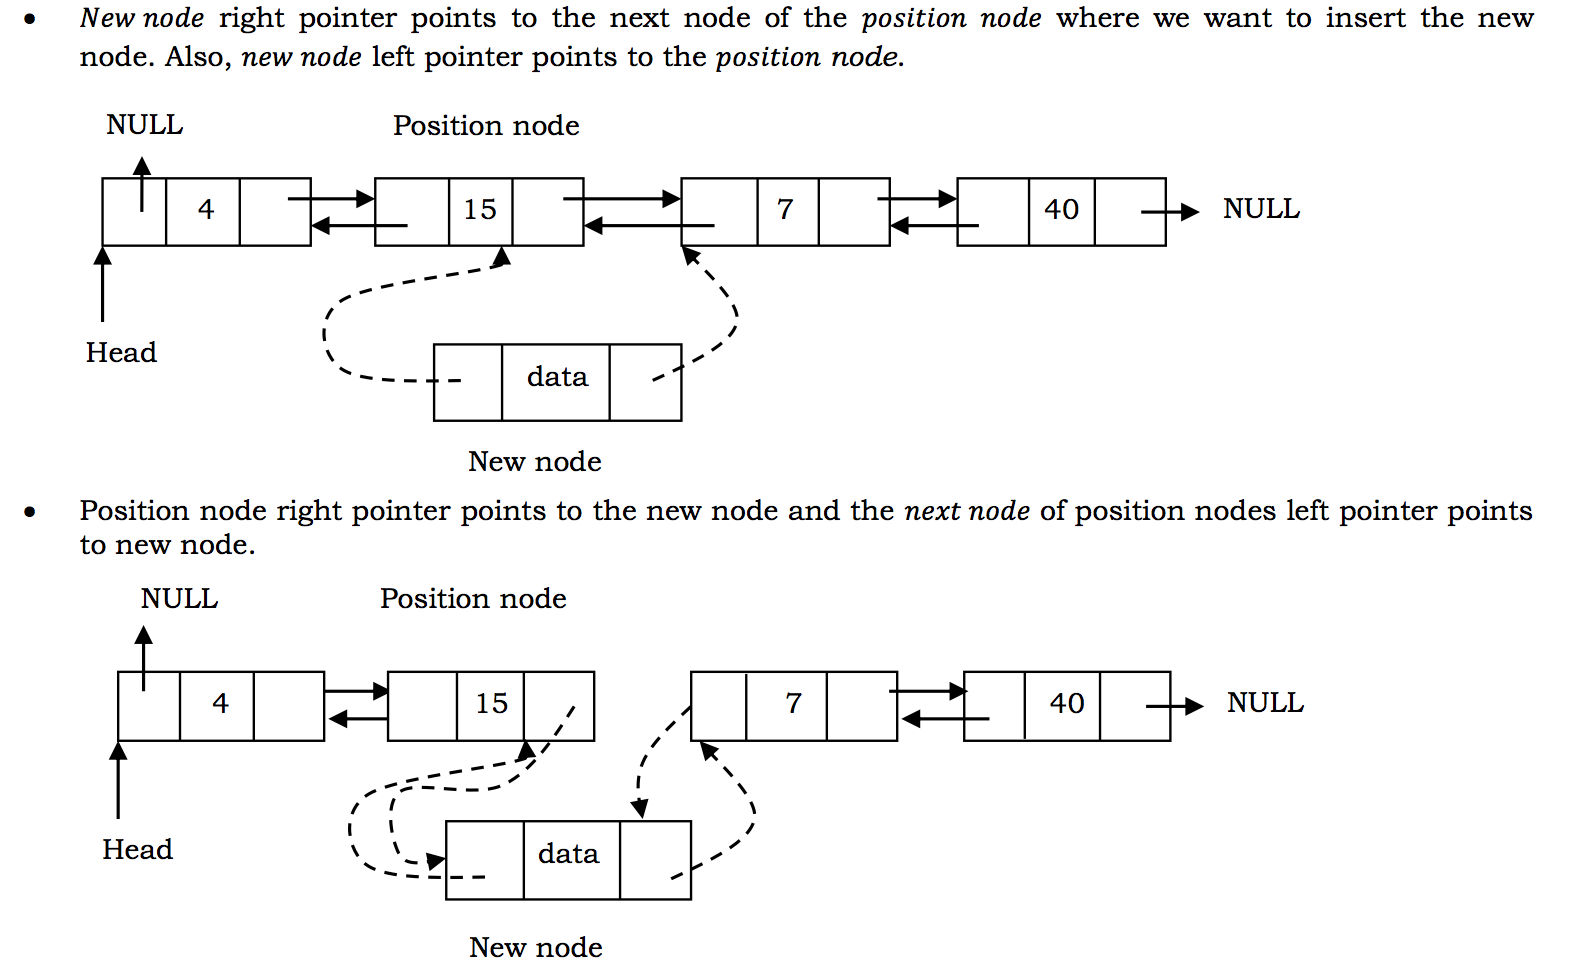 • New node right pointer points to the next node of the position node where we want to insert the new
node. Also, new node left pointer points to the position node.
NULL Position node
4 15 7 40 NULL
Head
data
New node
• Position node right pointer points to the new node and the next node of position nodes left pointer points
to new node.
NULL Position node
4 15 7 40 NULL
Head
data
New node